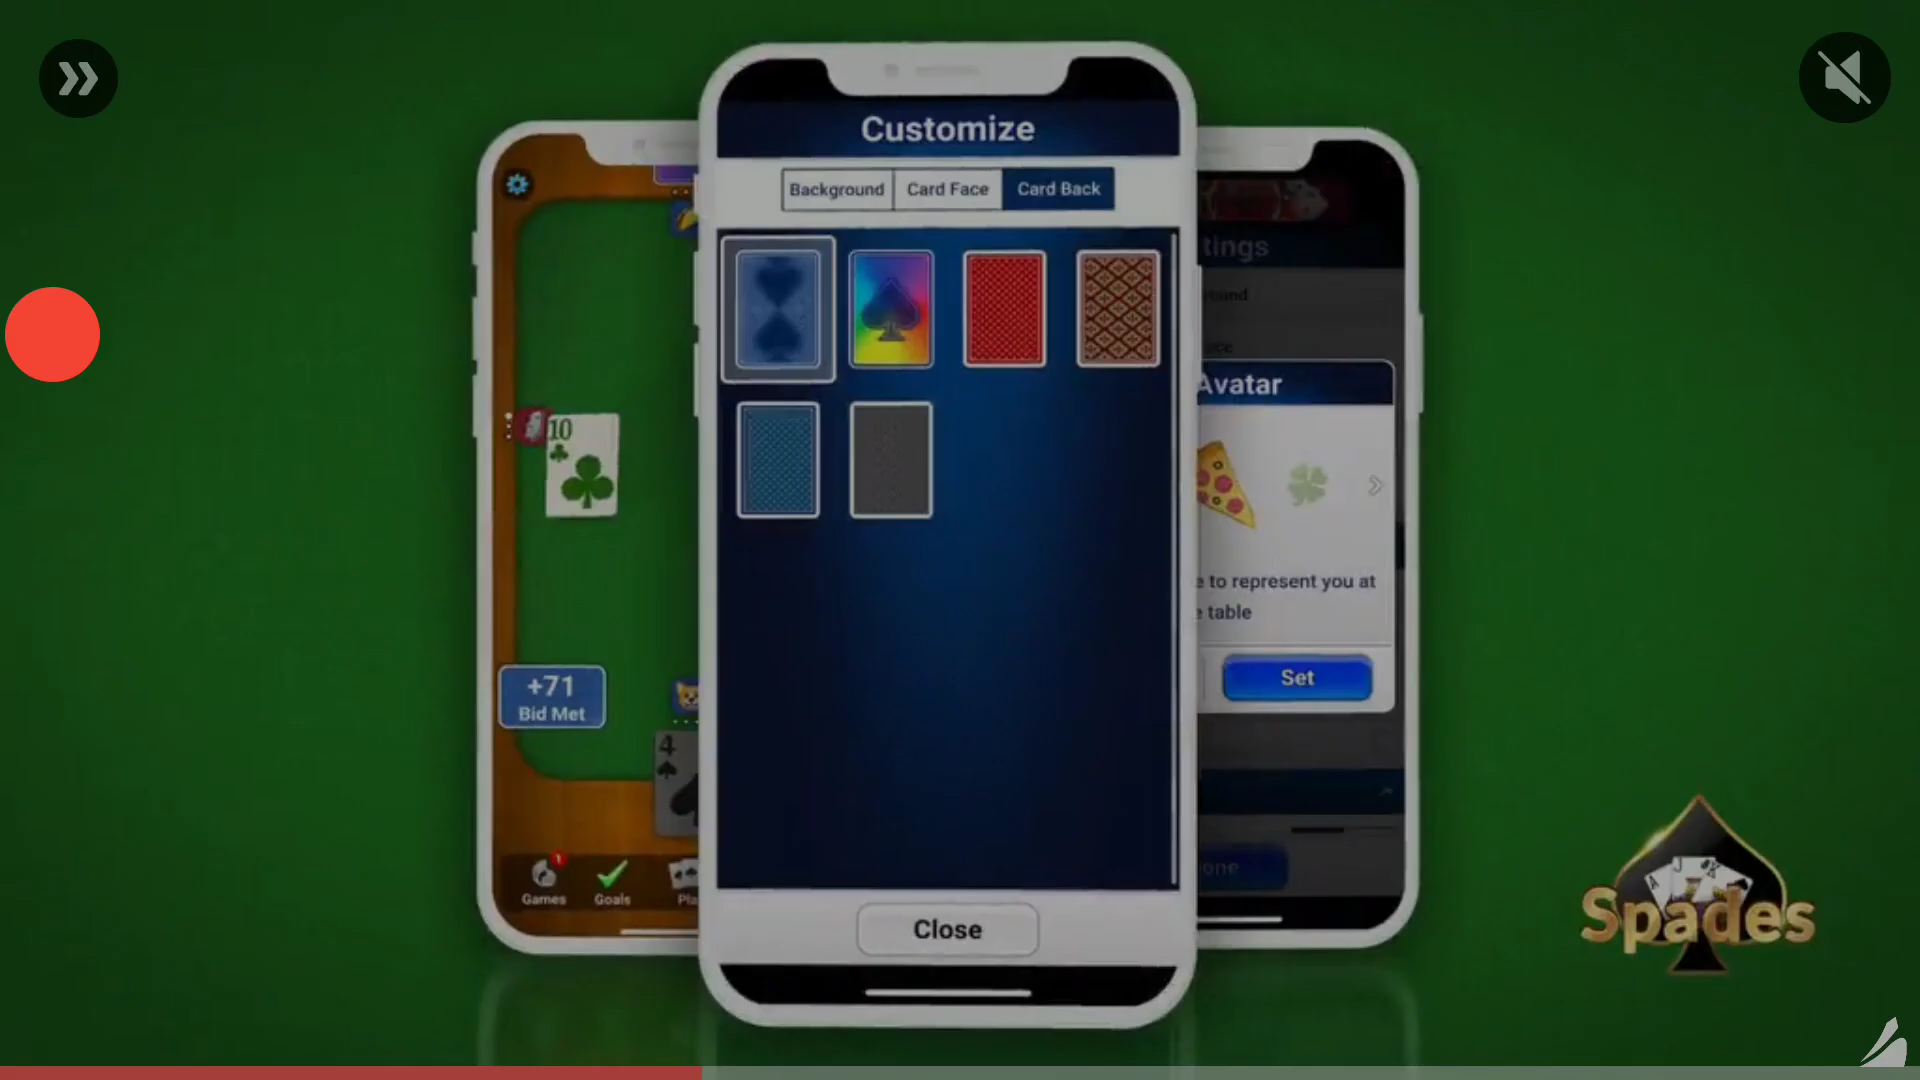 Customize
Background
Card Face
Card Back
tings
Avatar
10
to represent you at
table
+71
Bid Met
Set
4
Games
1
Goals
Close
A J K
Spades